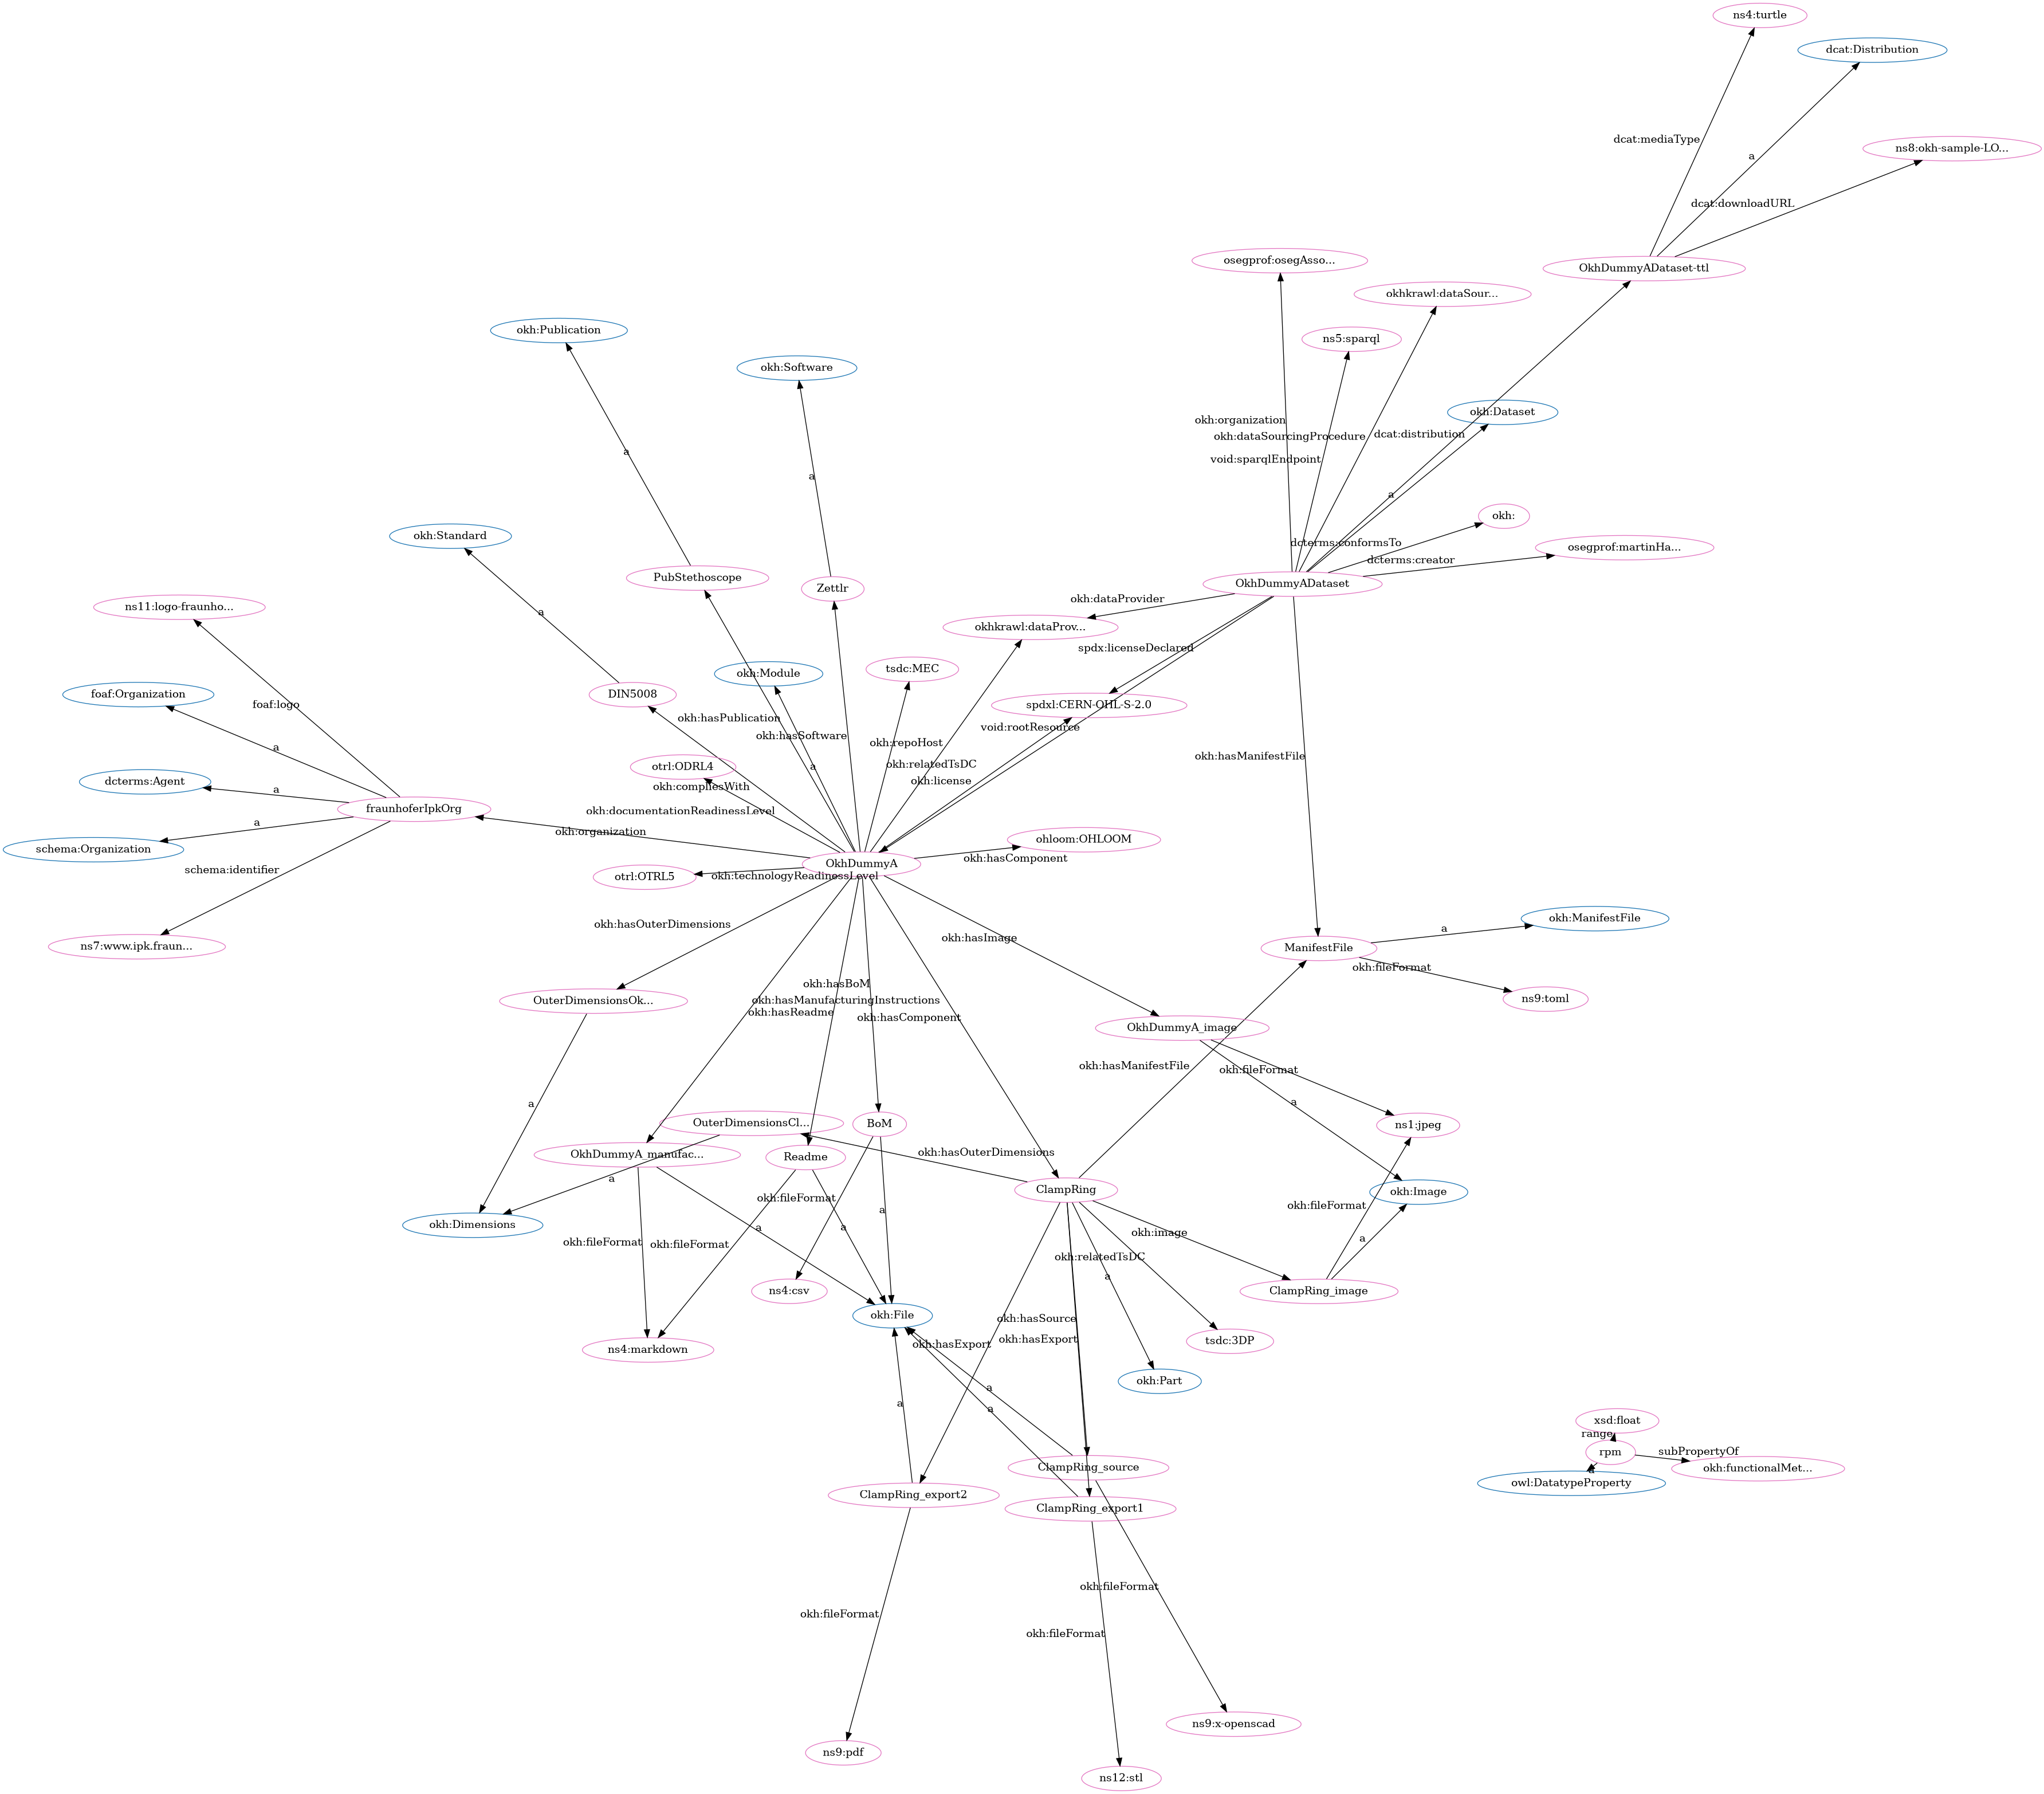 ns4:turtle
dcat:Distribution
dcat:mediaType
ns8:okh-sample-LO...
a
dcat:downloadURL
osegprof:osegAsso...
OkhDummyADataset-ttl
okhkrawl:dataSour...
okh:Publication
ns5:sparql
okh:Software
okh:Dataset
okh:organization
okh:dataSourcingProcedure
dcat:distribution
a
void:sparqlEndpoint
a
a
okh:
okh:Standard
dcterms:conformsTo
osegprof:martinHa...
dcterms:creator
PubStethoscope
OkhDummyADataset
Zettlr
okh:dataProvider
ns11:logo-fraunho...
a
okhkrawl:dataProv...
spdx:licenseDeclared
tsdc:MEC
okh:Module
foaf:Organization
DIN5008
foaf:logo
spdxl:CERN-OHL-S-2.0
okh:hasPublication
void:rootResource
okh:hasSoftware
okh:repoHost
a
okh:hasManifestFile
okh:relatedTsDC
otrl:ODRL4
a
dcterms:Agent
okh:license
okh:compliesWith
a
fraunhoferIpkOrg
okh:documentationReadinessLevel
a
okh:organization
ohloom:OHLOOM
schema:Organization
okh:hasComponent
OkhDummyA
schema:identifier
otrl:OTRL5
okh:technologyReadinessLevel
okh:hasOuterDimensions
okh:ManifestFile
a
okh:hasImage
ns7:www.ipk.fraun...
ManifestFile
okh:fileFormat
okh:hasBoM
ns9:toml
OuterDimensionsOk...
okh:hasManufacturingInstructions
okh:hasReadme
okh:hasComponent
OkhDummyA_image
okh:hasManifestFile
okh:fileFormat
a
a
OuterDimensionsCl...
BoM
ns1:jpeg
okh:hasOuterDimensions
OkhDummyA_manufac...
Readme
a
ClampRing
okh:Image
okh:fileFormat
okh:fileFormat
a
okh:Dimensions
a
a
okh:image
a
okh:fileFormat
okh:fileFormat
okh:relatedTsDC
a
ns4:csv
ClampRing_image
okh:File
okh:hasSource
okh:hasExport
okh:hasExport
tsdc:3DP
ns4:markdown
okh:Part
a
a
a
xsd:float
range
rpm
subPropertyOf
okh:functionalMet...
a
owl:DatatypeProperty
ClampRing_source
ClampRing_export2
ClampRing_export1
okh:fileFormat
okh:fileFormat
okh:fileFormat
ns9:x-openscad
ns9:pdf
ns12:stl